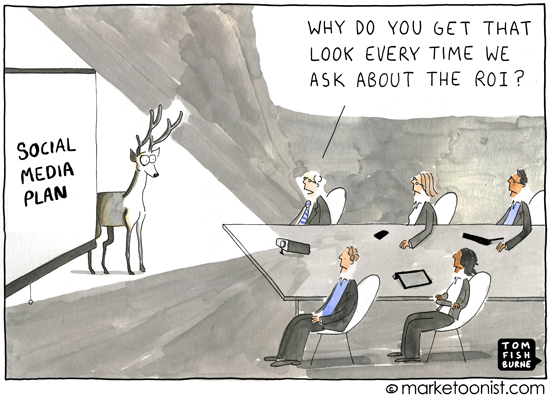 WHY DO YOU GET THAT
LOOK EVERY TIME WE
ASK ABOUT THE ROI?
SOCIAL
MEDIA
PLAN
TOM
FISH
BURNE
© marketoonist.com